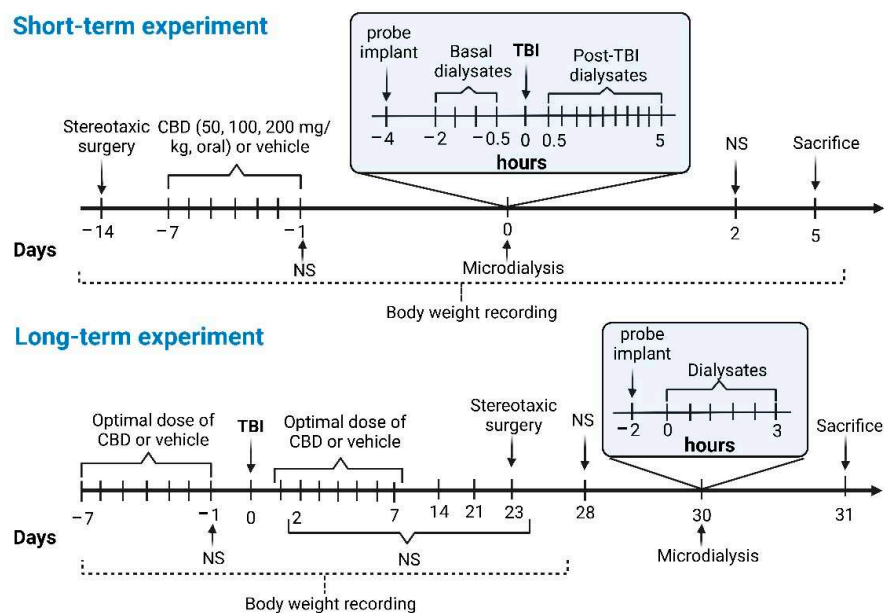 Short-term experiment
probe
implant
Basal
dialysates
TBI
Post-TBI
dialysates
−4
−2
−0.5
0
0.5
5
hours
Stereotaxic
surgery
CBD (50, 100, 200 mg/
kg, oral) or vehicle
NS
Sacrifice
−14
−7
−1
0
2
5
Days
NS
Microdialysis
Body weight recording
Long-term experiment
probe
implant
Dialysates
−2
0
3
hours
Optimal dose of
CBD or vehicle
TBI
Optimal dose of
CBD or vehicle
Stereotaxic
surgery
NS
Sacrifice
−7
−1
0
2
7
14
21
23
28
30
31
Days
NS
NS
Microdialysis
Body weight recording